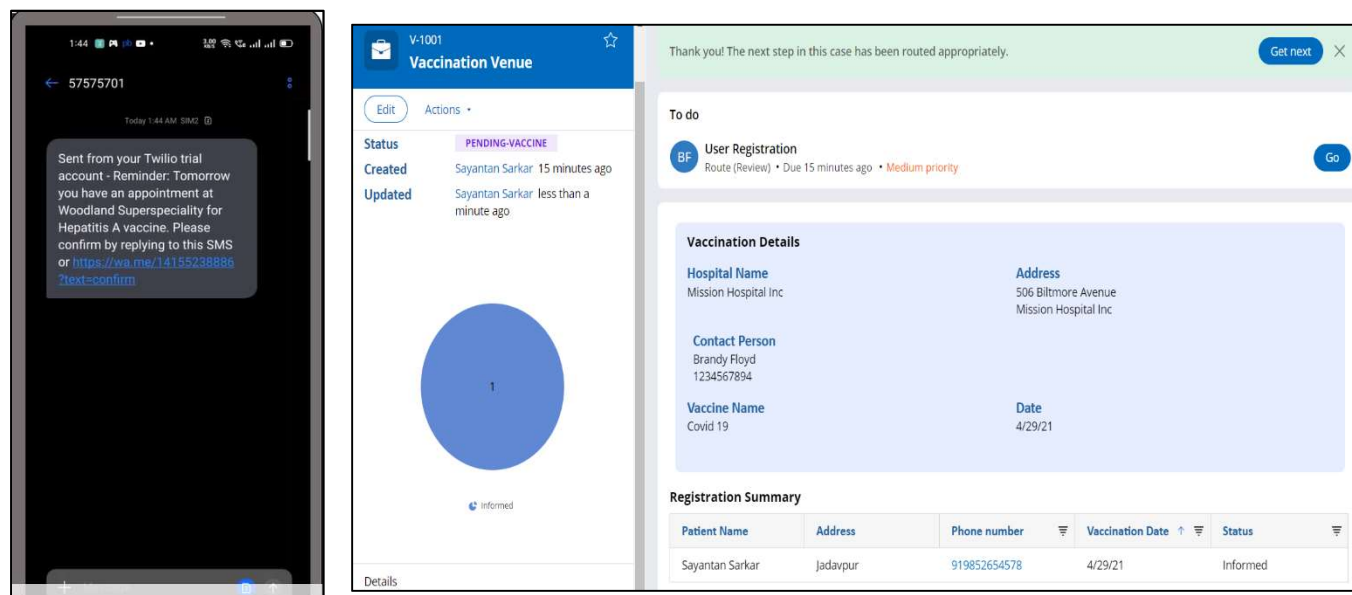 1:44
57575701
Today 1:44 AM SIM2
Sent from your Twilio trial
account - Reminder: Tomorrow
you have an appointment at
Woodland Superspeciality for
Hepatitis A vaccine. Please
confirm by replying to this SMS
or https://wa.me/14155238886
?text=confirm
V-1001
Vaccination Venue
Edit Actions
Status PENDING-VACCINE
Created Sayantan Sarkar 15 minutes ago
Updated Sayantan Sarkar less than a
minute ago
1
Informed
Details
Thank you! The next step in this case has been routed appropriately. Get next
To do
BF User Registration Go
Route (Review) • Due 15 minutes ago • Medium priority
Vaccination Details
Hospital Name Address
Mission Hospital Inc 506 Biltmore Avenue
Mission Hospital Inc
Contact Person
Brandy Floyd
1234567894
Vaccine Name Date
Covid 19 4/29/21
Registration Summary
Patient Name Address Phone number Vaccination Date Status
Sayantan Sarkar Jadavpur 919852654578 4/29/21 Informed